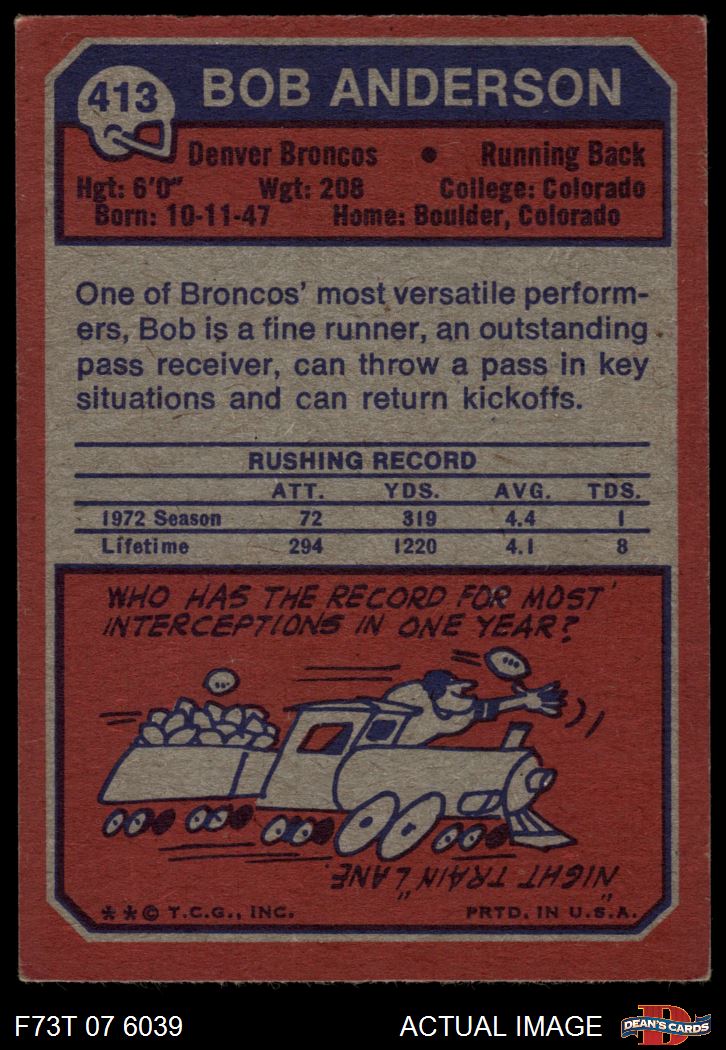 413
BOB ANDERSON
Denver Broncos • Running Back
Hgt: 6'0" Wgt: 208 College: Colorado
Born: 10-11-47 Home: Boulder, Colorado
One of Broncos' most versatile perform-
ers, Bob is a fine runner, an outstanding
pass receiver, can throw a pass in key
situations and can return kickoffs.
RUSHING RECORD
ATT. YDS. AVG. TDS.
1972 Season 72 319 4.4 1
Lifetime 294 1220 4.1 8
WHO HAS THE RECORD FOR MOST
INTERCEPTIONS IN ONE YEAR?
"NIGHT TRAIN" LANE.
* * © T.C.G., INC. PRTD. IN U.S.A.
F73T 07 6039 ACTUAL IMAGE
D
DEAN'S CARDS